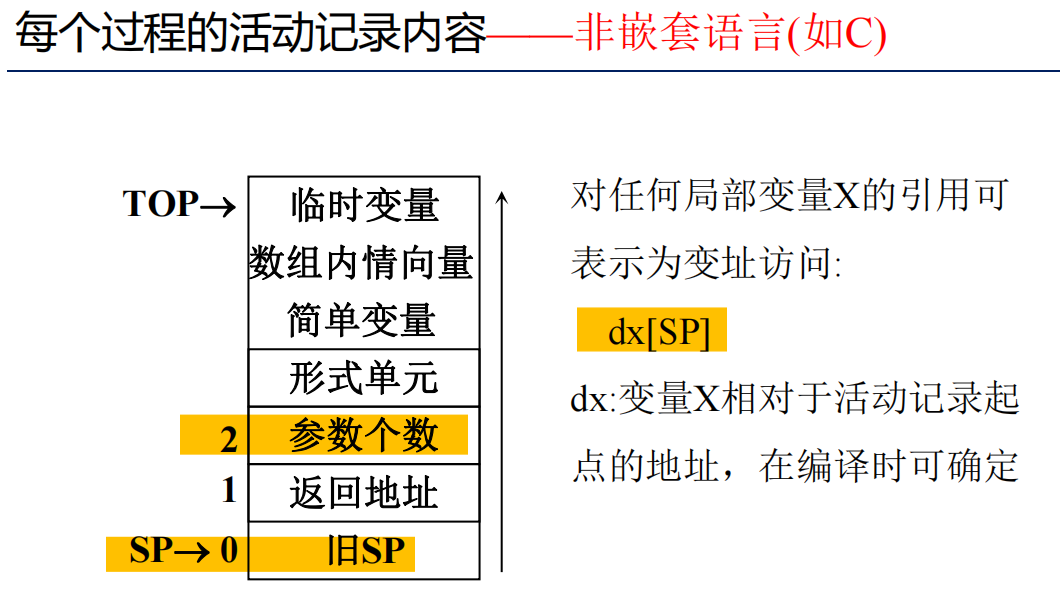 每个过程的活动记录内容——非嵌套语言(如C)
TOP→ 临时变量
数组内情向量
简单变量
形式单元
2 参数个数
1 返回地址
SP→ 0 旧SP
对任何局部变量X的引用可
表示为变址访问:
dx[SP]
dx:变量X相对于活动记录起
点的地址，在编译时可确定